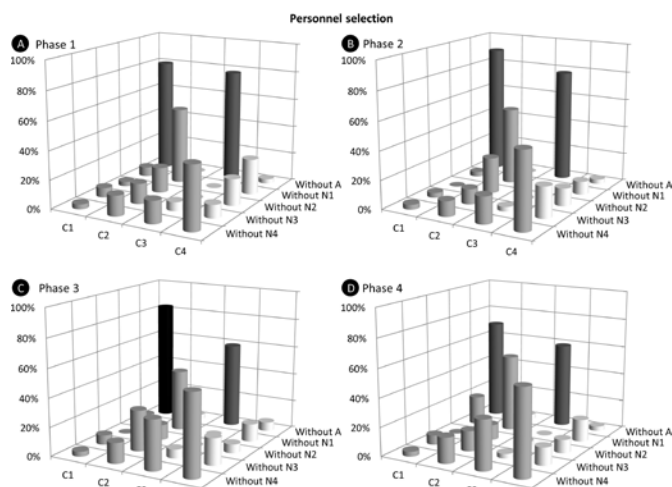 Personnel selection
A Phase 1
100%
80%
60%
40%
20%
0%
C1
C2
C3
C4
Without A
Without N1
Without N2
Without N3
Without N4
B Phase 2
100%
80%
60%
40%
20%
0%
C1
C2
C3
C4
Without A
Without N1
Without N2
Without N3
Without N4
C Phase 3
100%
80%
60%
40%
20%
0%
C1
C2
Without A
Without N1
Without N2
Without N3
Without N4
D Phase 4
100%
80%
60%
40%
20%
0%
C1
C2
Without A
Without N1
Without N2
Without N3
Without N4